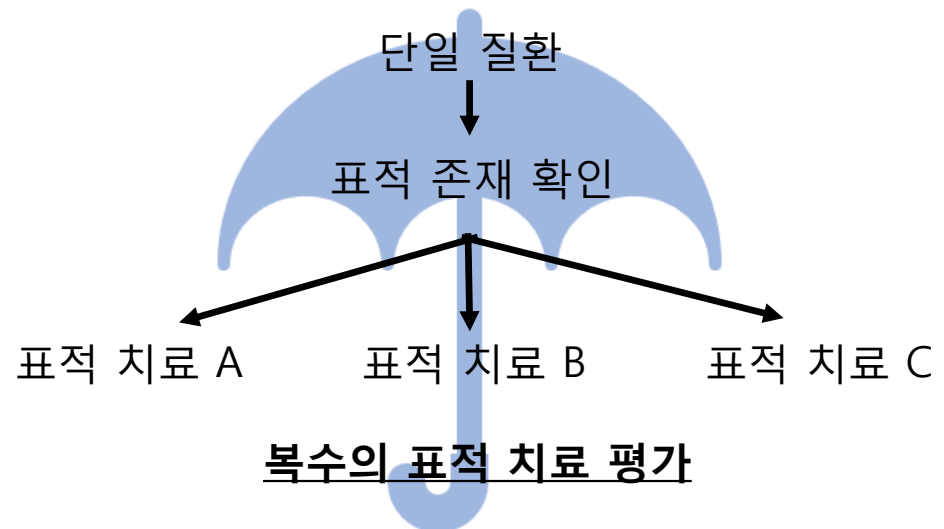 단일 질환
표적 존재 확인
표적 치료 A
표적 치료 B
표적 치료 C
복수의 표적 치료 평가